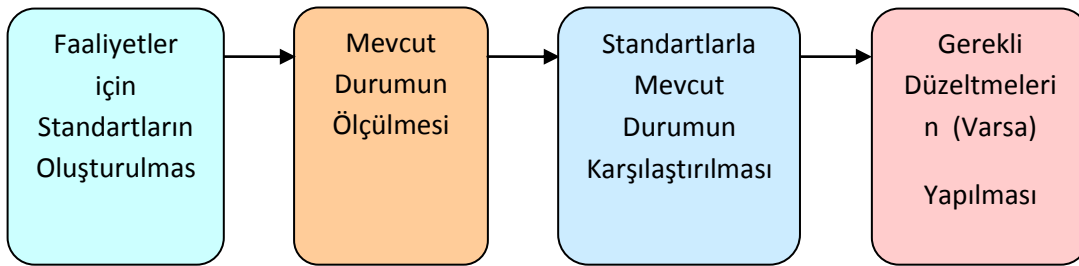 Faaliyetler
için
Standartların
Oluşturulmas
Mevcut
Durumun
Ölçülmesi
Standartlarla
Mevcut
Durumun
Karşılaştırılması
Gerekli
Düzeltmeleri
n (Varsa)
Yapılması